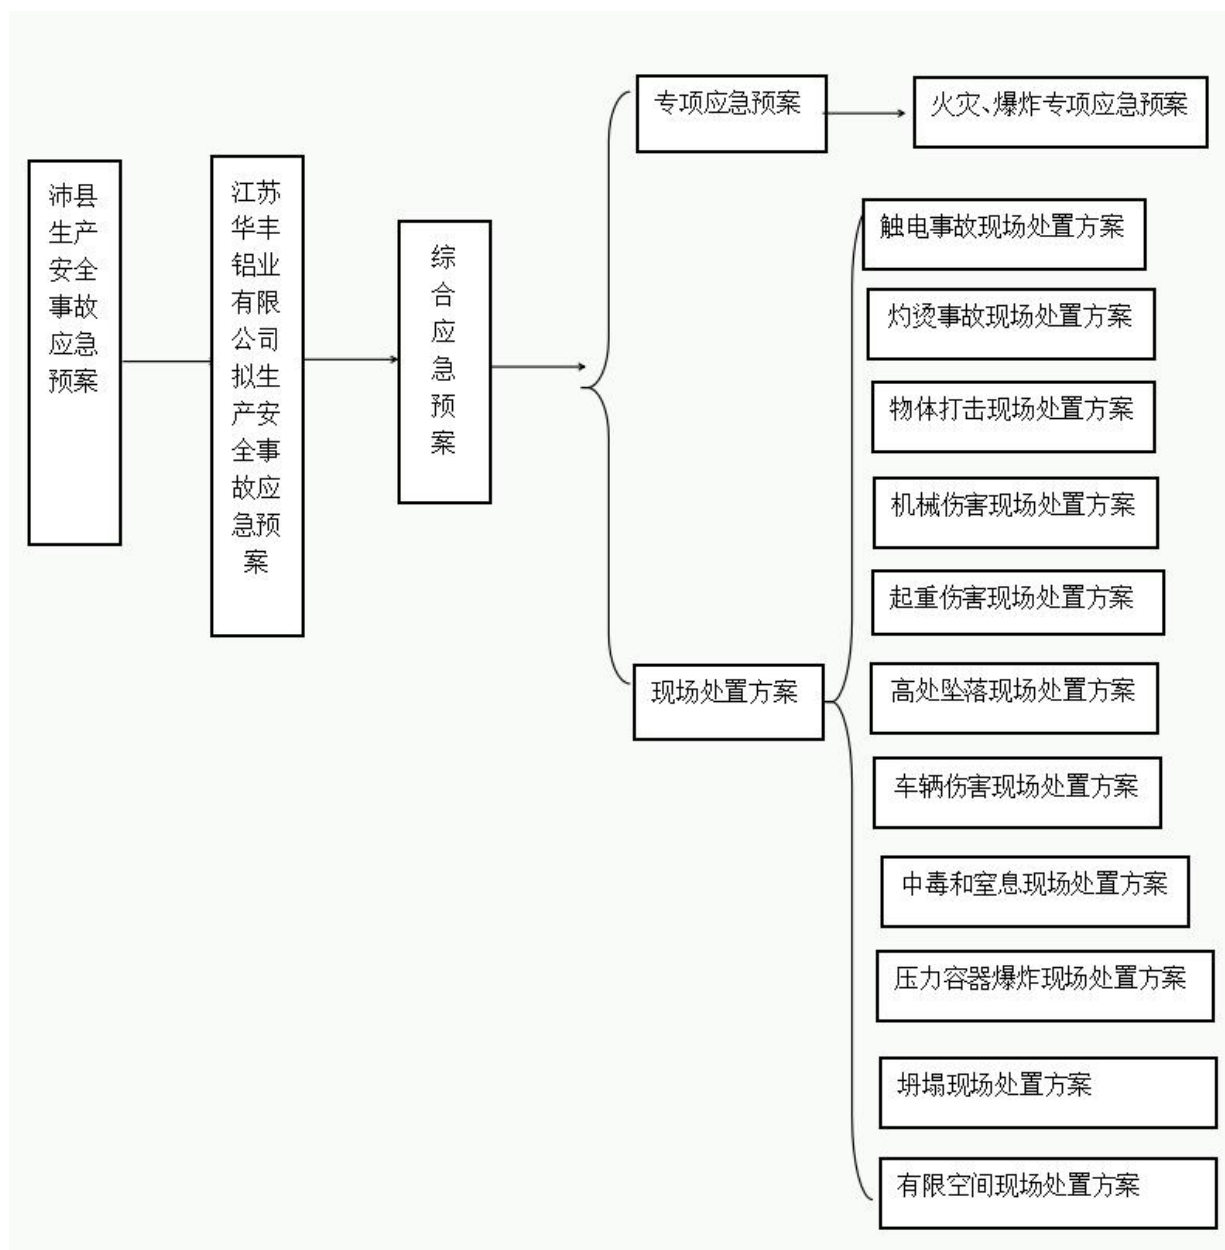 沛县
生产
安全
事故
应急
预案
江苏
华丰
铝业
有限
公司
拟生
产安
全事
故应
急预
案
综
合
应
急
预
案
专项应急预案
火灾、爆炸专项应急预案
触电事故现场处置方案
灼烫事故现场处置方案
物体打击现场处置方案
机械伤害现场处置方案
起重伤害现场处置方案
高处坠落现场处置方案
现场处置方案
车辆伤害现场处置方案
中毒和窒息现场处置方案
压力容器爆炸现场处置方案
坍塌现场处置方案
有限空间现场处置方案